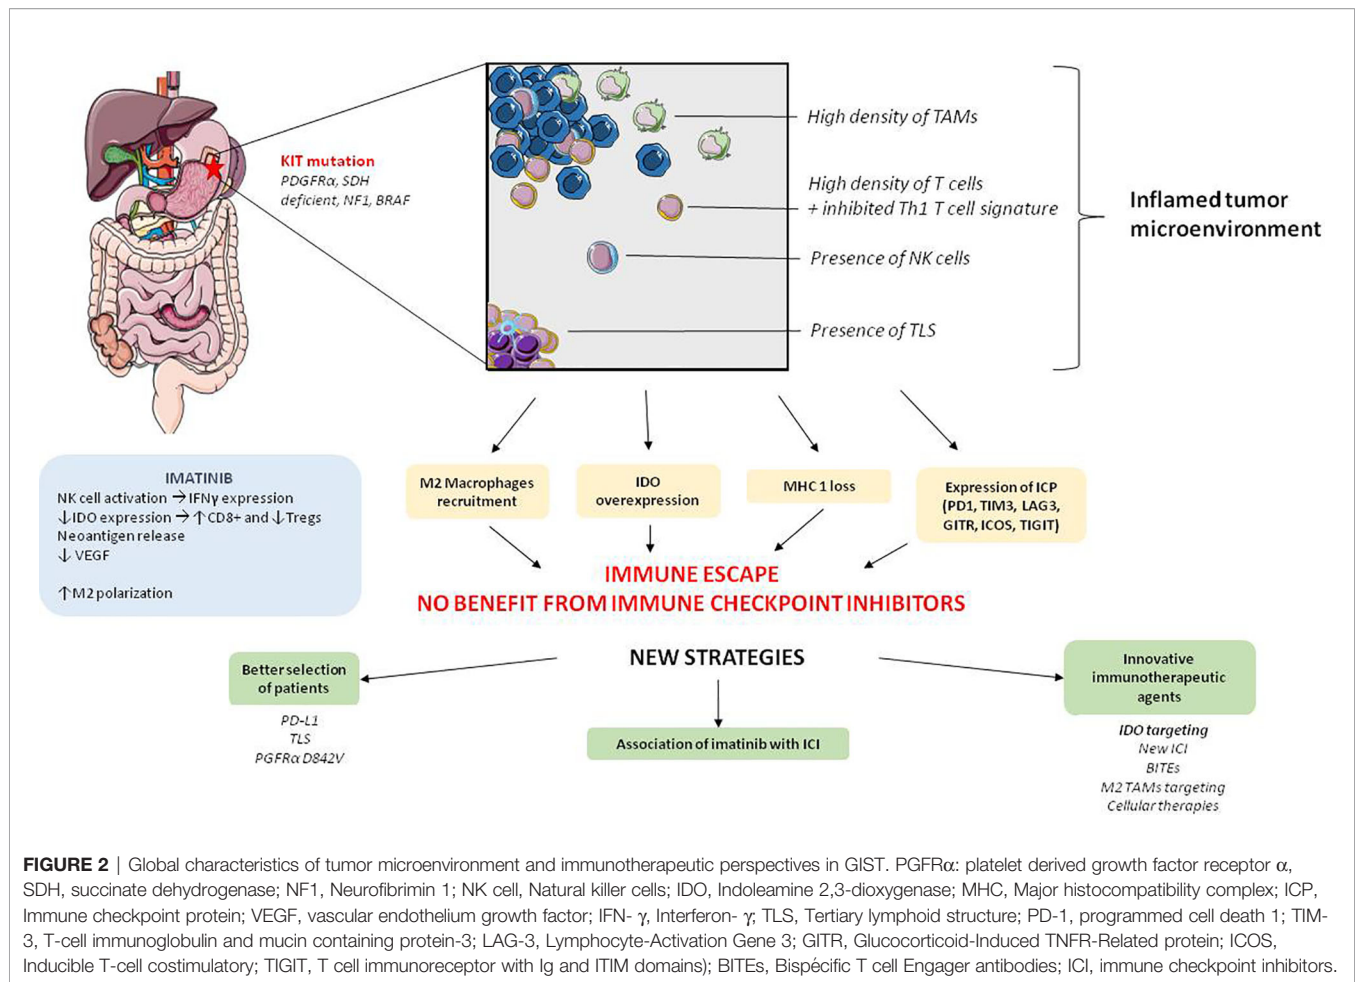 KIT mutation
PDGFRα, SDH
deficient, NF1, BRAF
High density of TAMs
High density of T cells
+ inhibited Th1 T cell signature
Presence of NK cells
Presence of TLS
Inflamed tumor
microenvironment
IMATINIB
NK cell activation → IFNγ expression
↓IDO expression → ↑CD8+ and ↓Tregs
Neoantigen release
↓ VEGF
↑M2 polarization
M2 Macrophages
recruitment
IDO
overexpression
MHC 1 loss
Expression of ICP
(PD1, TIM3, LAG3,
GITR, ICOS, TIGIT)
IMMUNE ESCAPE
NO BENEFIT FROM IMMUNE CHECKPOINT INHIBITORS
NEW STRATEGIES
Better selection
of patients
PD-L1
TLS
PGFRα D842V
Association of imatinib with ICI
Innovative
immunotherapeutic
agents
IDO targeting
New ICI
BITEs
M2 TAMs targeting
Cellular therapies
FIGURE 2 | Global characteristics of tumor microenvironment and immunotherapeutic perspectives in GIST. PGFRα: platelet derived growth factor receptor α,
SDH, succinate dehydrogenase; NF1, Neurofibrimin 1; NK cell, Natural killer cells; IDO, Indoleamine 2,3-dioxygenase; MHC, Major histocompatibility complex; ICP,
Immune checkpoint protein; VEGF, vascular endothelium growth factor; IFN- γ, Interferon- γ; TLS, Tertiary lymphoid structure; PD-1, programmed cell death 1; TIM-
3, T-cell immunoglobulin and mucin containing protein-3; LAG-3, Lymphocyte-Activation Gene 3; GITR, Glucocorticoid-Induced TNFR-Related protein; ICOS,
Inducible T-cell costimulatory; TIGIT, T cell immunoreceptor with Ig and ITIM domains); BITEs, Bispécific T cell Engager antibodies; ICI, immune checkpoint inhibitors.